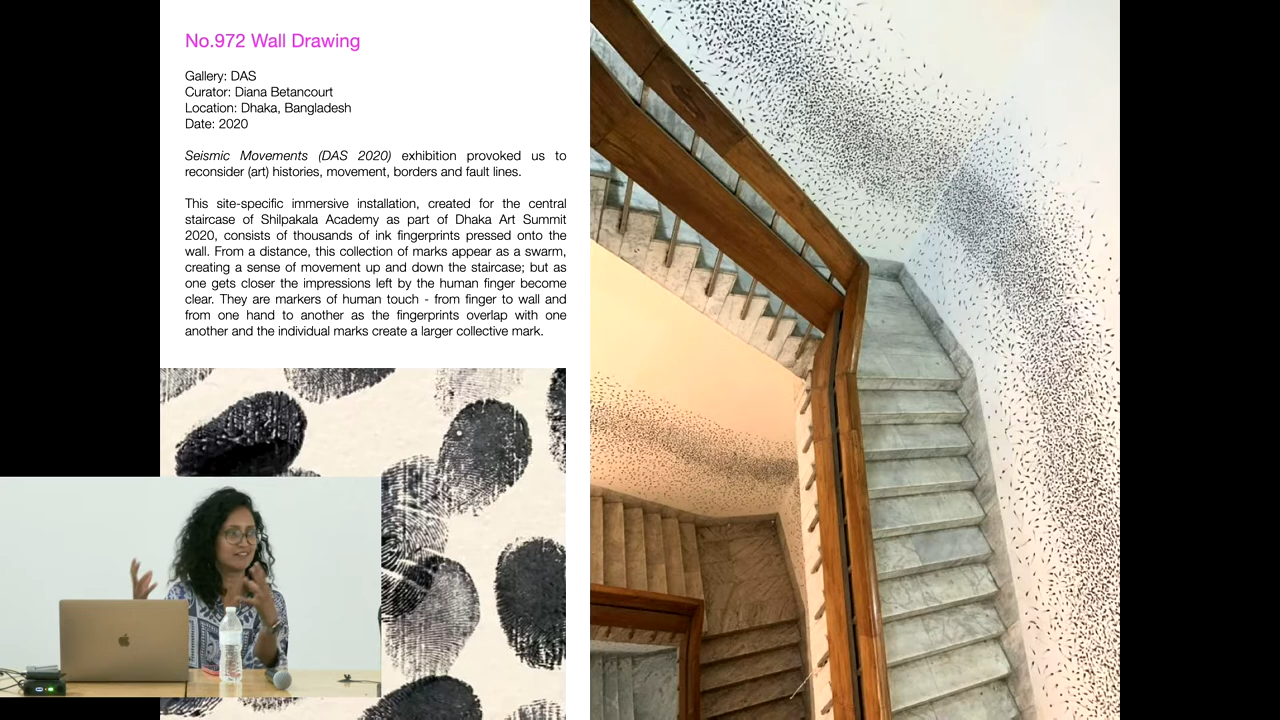 No.972 Wall Drawing
Gallery: DAS
Curator: Diana Betancourt
Location: Dhaka, Bangladesh
Date: 2020
Seismic Movements (DAS 2020) exhibition provoked us to
reconsider (art) histories, movement, borders and fault lines.
This site-specific immersive installation, created for the central
staircase of Shilpakala Academy as part of Dhaka Art Summit
2020, consists of thousands of ink fingerprints pressed onto the
wall. From a distance, this collection of marks appear as a swarm,
creating a sense of movement up and down the staircase; but as
one gets closer the impressions left by the human finger become
clear. They are markers of human touch - from finger to wall and
from one hand to another as the fingerprints overlap with one
another and the individual marks create a larger collective mark.